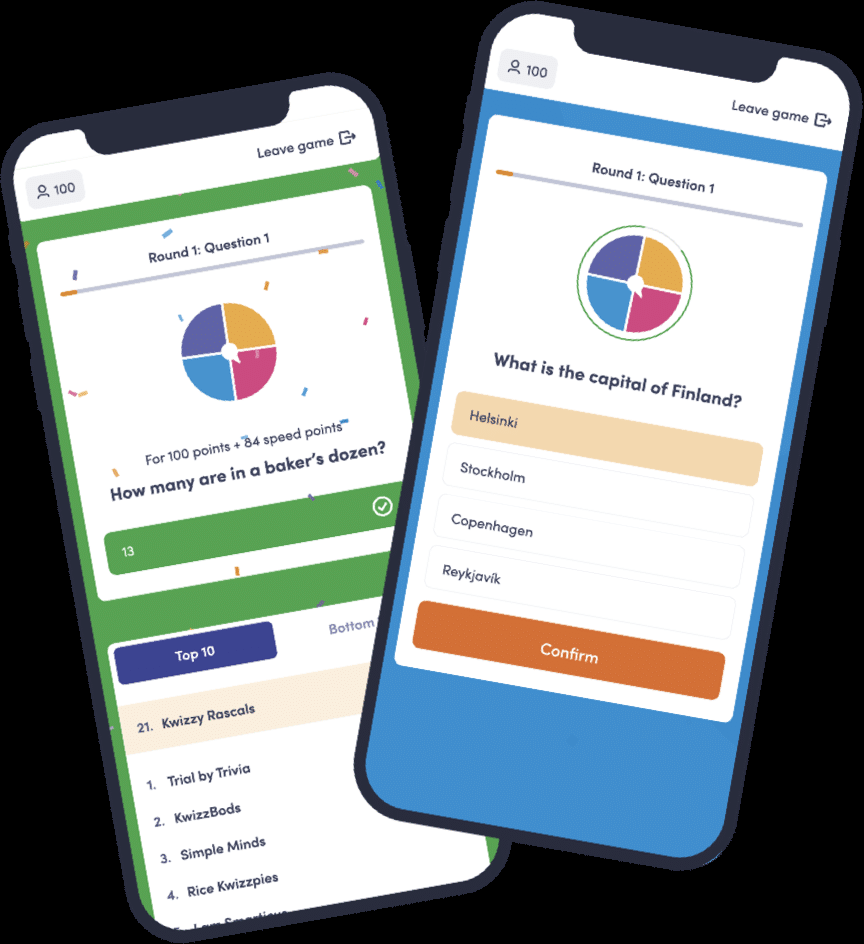 100
Leave game
Round 1: Question 1
For 100 points + 84 speed points
How many are in a baker's dozen?
13
Top 10
Bottom
21. Kwizzy Rascals
1. Trial by Trivia
2. KwizzBods
3. Simple Minds
4. Rice Kwizzpies
100
Leave game
Round 1: Question 1
What is the capital of Finland?
Helsinki
Stockholm
Copenhagen
Reykjavík
Confirm